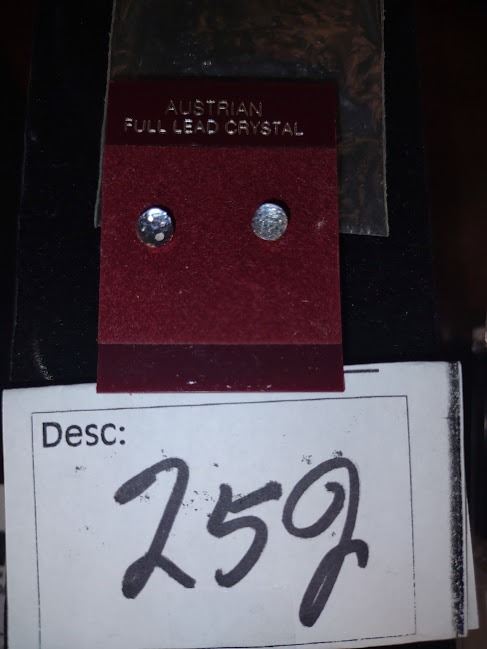 AUSTRIAN
FULL LEAD CRYSTAL
Desc:
259